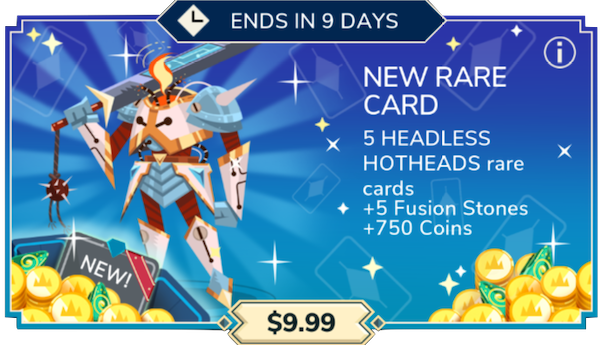 ENDS IN 9 DAYS
NEW RARE
CARD
5 HEADLESS
HOTHEADS rare
cards
+5 Fusion Stones
+750 Coins
NEW!
$9.99